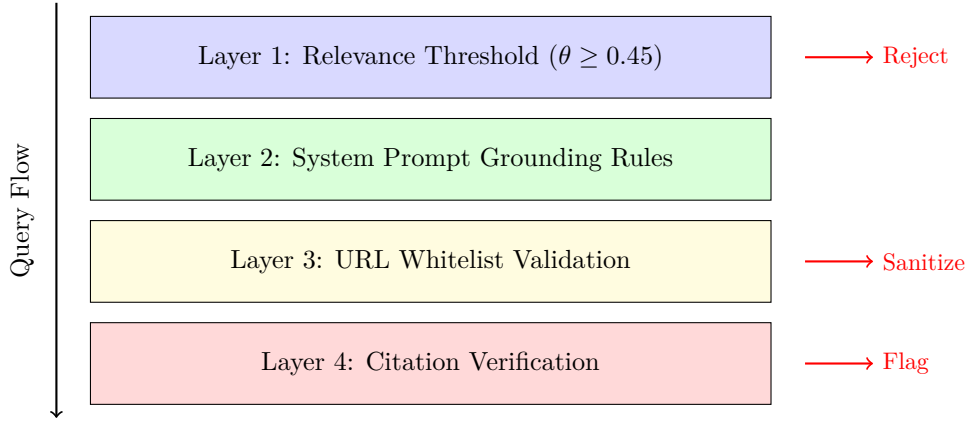 Layer 1: Relevance Threshold (θ ≥ 0.45)
Reject
Layer 2: System Prompt Grounding Rules
Query Flow
Layer 3: URL Whitelist Validation
Sanitize
Layer 4: Citation Verification
Flag